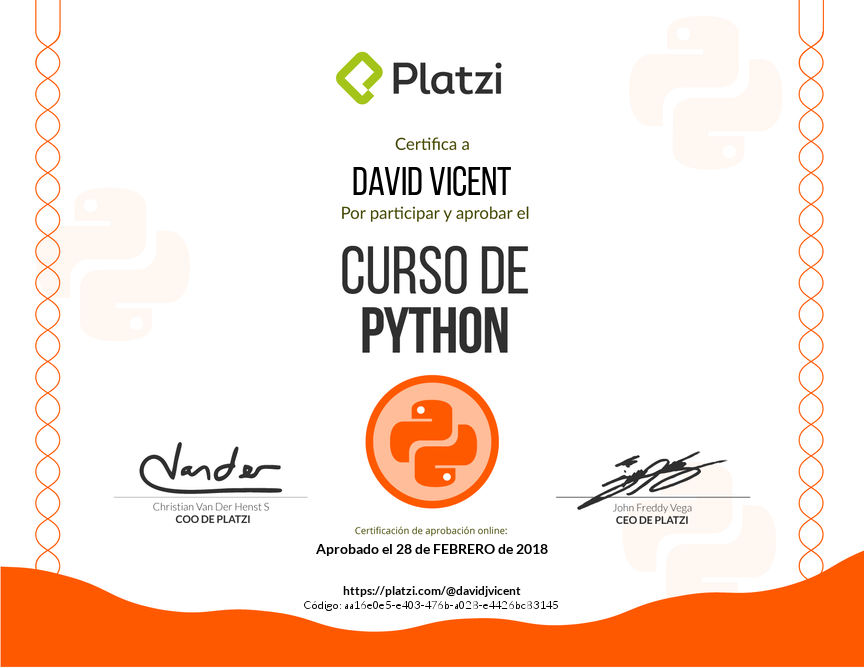 Platzi
Certifica a
DAVID VICENT
Por participar y aprobar el
CURSO DE
PYTHON
Vander
Christian Van Der Henst S
COO DE PLATZI
John Freddy Vega
CEO DE PLATZI
Certificación de aprobación online:
Aprobado el 28 de FEBRERO de 2018
https://platzi.com/@davidjvicent
Código: aa16e0e5-e403-476b-a028-e4426bc83145